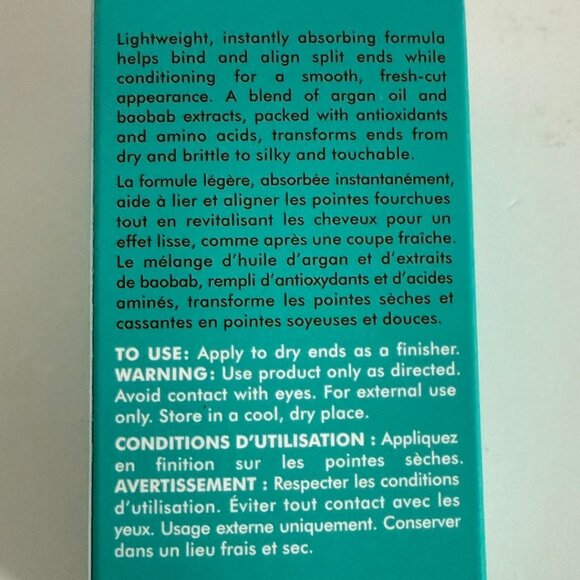 Lightweight, instantly absorbing formula
helps bind and align split ends while
conditioning for a smooth, fresh-cut
appearance. A blend of argan oil and
baobab extracts, packed with antioxidants
and amino acids, transforms ends from
dry and brittle to silky and touchable.
La formule légère, absorbée instantanément,
aide à lier et aligner les pointes fourchues
tout en revitalisant les cheveux pour un
effet lisse, comme après une coupe fraîche.
Le mélange d'huile d'argan et d'extraits
de baobab, rempli d'antioxydants et d'acides
aminés, transforme les pointes sèches et
cassantes en pointes soyeuses et douces.
TO USE: Apply to dry ends as a finisher.
WARNING: Use product only as directed.
Avoid contact with eyes. For external use
only. Store in a cool, dry place.
CONDITIONS D'UTILISATION : Appliquez
en finition sur les pointes sèches.
AVERTISSEMENT : Respecter les conditions
d'utilisation. Éviter tout contact avec les
yeux. Usage externe uniquement. Conserver
dans un lieu frais et sec.